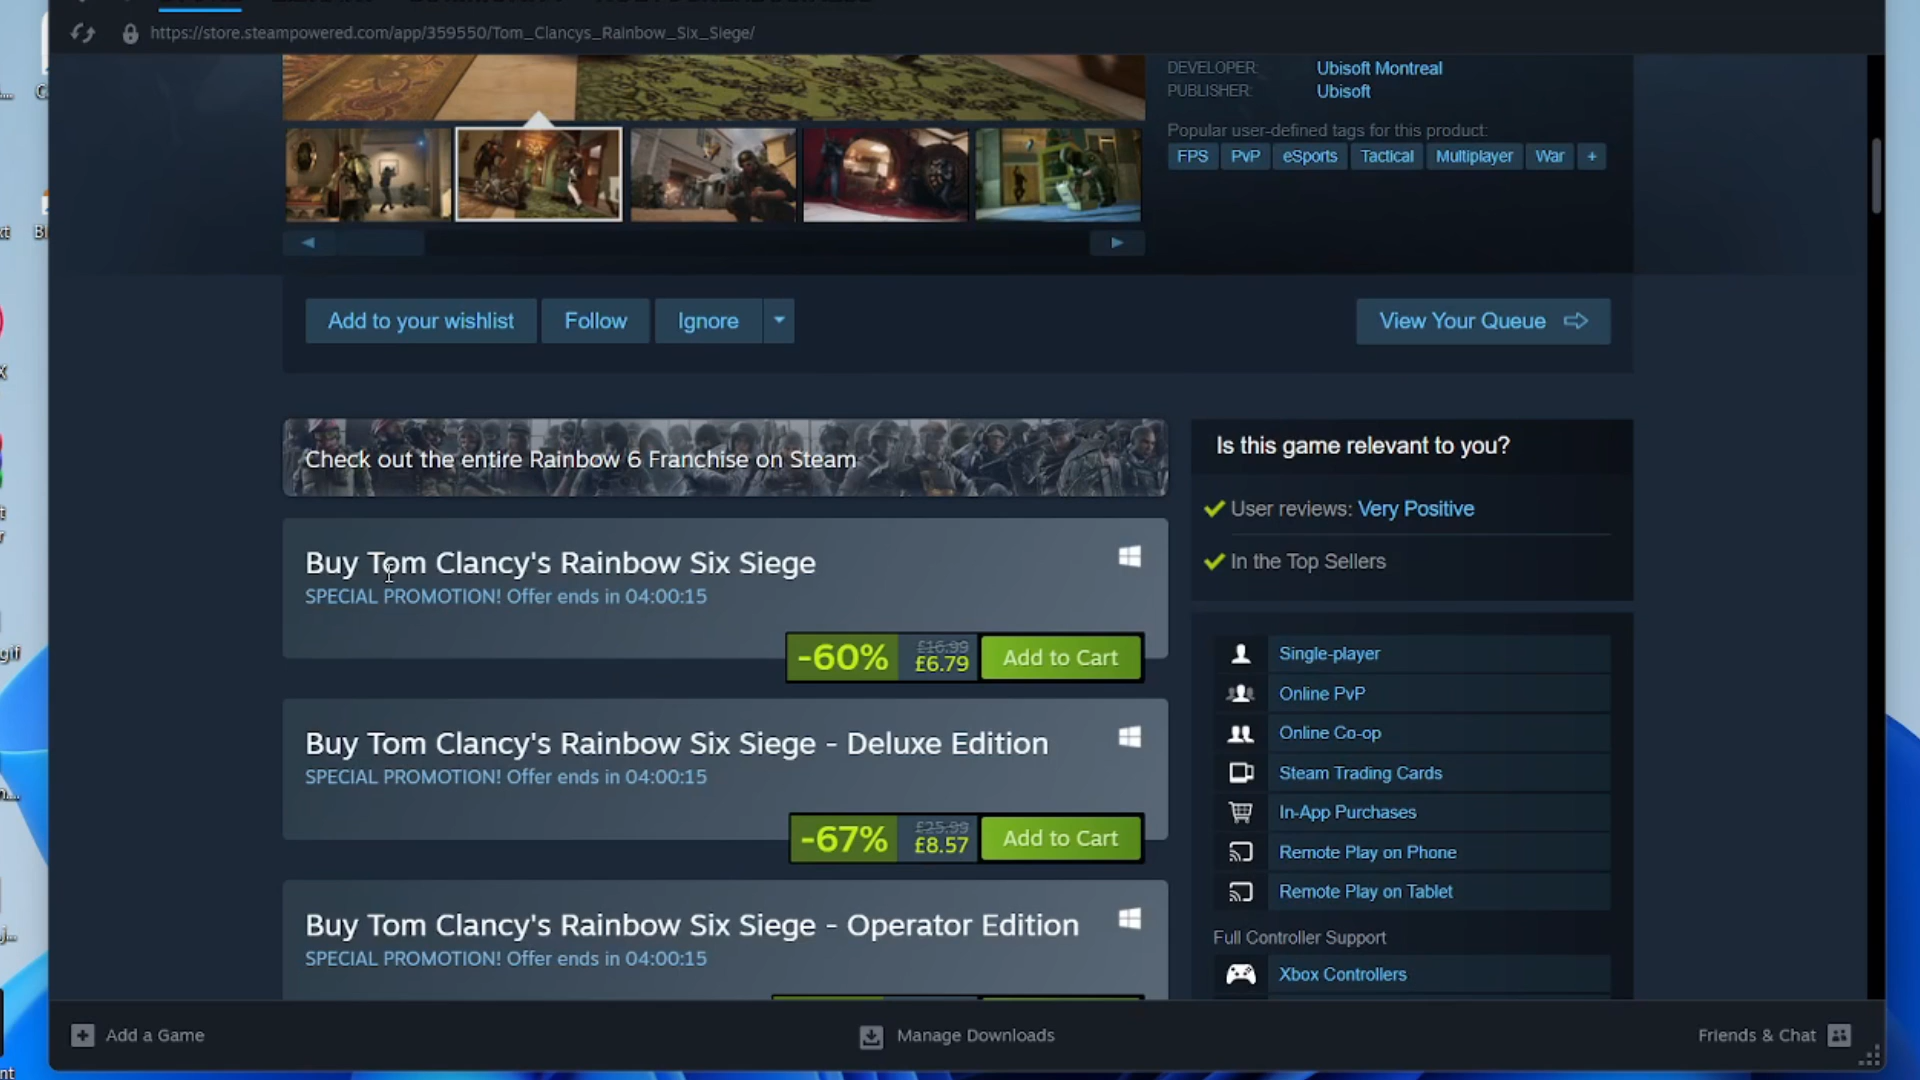 https://store.steampowered.com/app/359550/Tom_Clancys_Rainbow_Six_Siege/
DEVELOPER: Ubisoft Montreal
PUBLISHER: Ubisoft
Popular user-defined tags for this product:
FPS PvP eSports Tactical Multiplayer War +
Add to your wishlist Follow Ignore View Your Queue
Check out the entire Rainbow 6 Franchise on Steam
Is this game relevant to you?
User reviews: Very Positive
In the Top Sellers
Buy Tom Clancy's Rainbow Six Siege
SPECIAL PROMOTION! Offer ends in 04:00:15
-60% £16.99 £6.79 Add to Cart
Buy Tom Clancy's Rainbow Six Siege - Deluxe Edition
SPECIAL PROMOTION! Offer ends in 04:00:15
-67% £25.99 £8.57 Add to Cart
Buy Tom Clancy's Rainbow Six Siege - Operator Edition
SPECIAL PROMOTION! Offer ends in 04:00:15
Single-player
Online PvP
Online Co-op
Steam Trading Cards
In-App Purchases
Remote Play on Phone
Remote Play on Tablet
Full Controller Support
Xbox Controllers
Add a Game
Manage Downloads
Friends & Chat